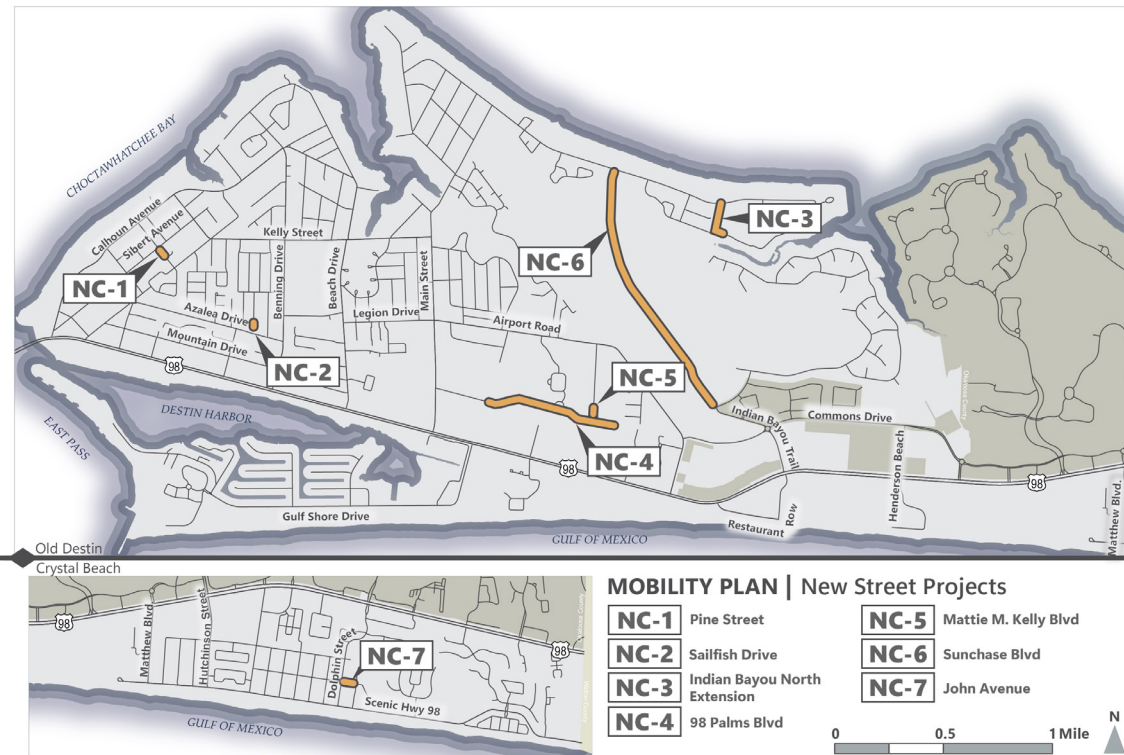 CHOCTAWHATCHEE BAY
Calhoun Avenue
Sibert Avenue
NC-1
Kelly Street
Benning Drive
Beach Drive
Main Street
Azalea Drive
Legion Drive
Airport Road
Mountain Drive
98
NC-2
NC-3
NC-6
NC-5
NC-4
DESTIN HARBOR
EAST PASS
98
Indian Bayou Trail
Commons Drive
Henderson Beach
98
Gulf Shore Drive
Restaurant Row
GULF OF MEXICO
Matthew Blvd.
Old Destin
Crystal Beach
98
Matthew Blvd.
Hutchinson Street
Dolphin Street
NC-7
98
Scenic Hwy 98
GULF OF MEXICO
MOBILITY PLAN | New Street Projects
NC-1 Pine Street
NC-2 Sailfish Drive
NC-3 Indian Bayou North
Extension
NC-4 98 Palms Blvd
NC-5 Mattie M. Kelly Blvd
NC-6 Sunchase Blvd
NC-7 John Avenue
0 0.5 1 Mile
N